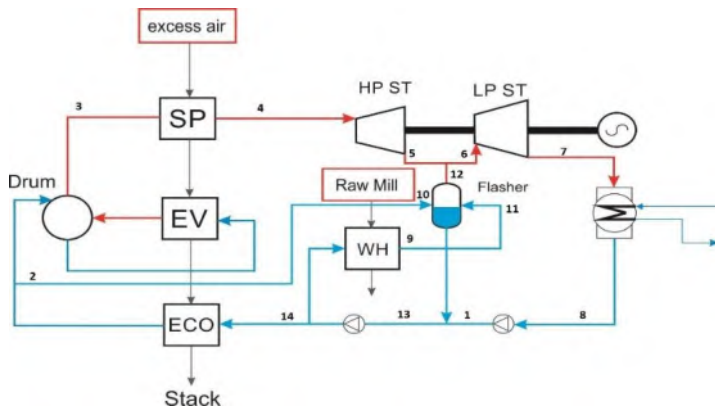 excess air
HP ST
LP ST
3
SP
4
5
6
7
12
Drum
Raw Mill
10
Flasher
11
EV
WH
9
2
ECO
14
13
1
8
Stack